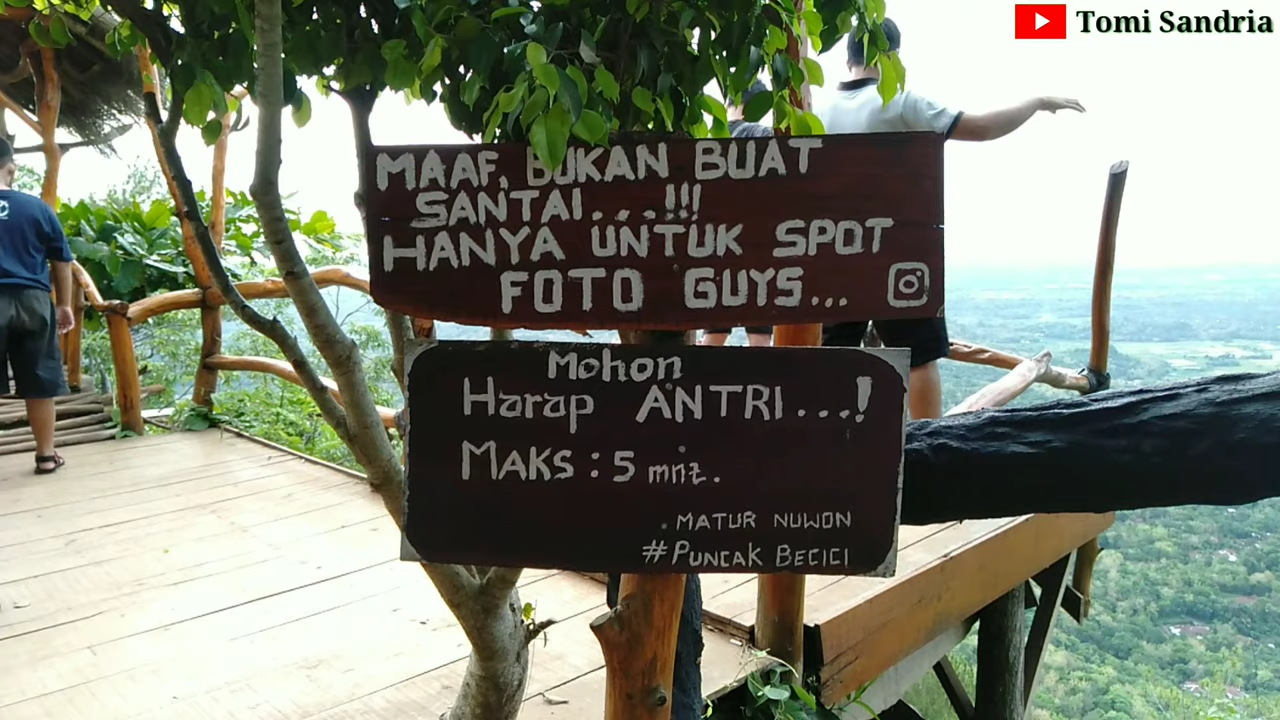 Tomi Sandria
MAAF, BUKAN BUAT
SANTAI...!!!
HANYA UNTUK SPOT
FOTO GUYS...
Mohon
Harap ANTRI...!
MAKS : 5 mnt.
. MATUR NUWON
#PUNCAK BECICI